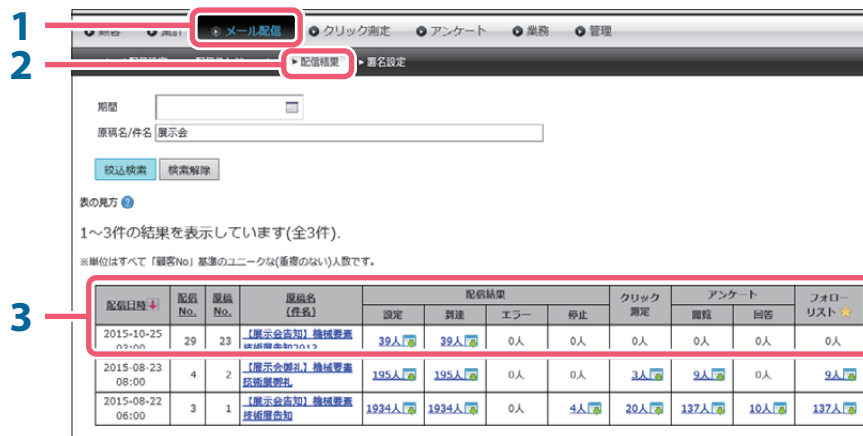 1
顧客 集計 メール配信 クリック測定 アンケート 業務 管理
2
配信結果 署名設定
期間
原稿名/件名 展示会
絞込検索 検索解除
表の見方 ?
1～3件の結果を表示しています(全3件).
※単位はすべて「顧客No」基準のユニークな(重複のない)人数です。
3
配信日時 配信No. 原稿No. 原稿名(件名) 配信結果 クリック測定 アンケート フォローリスト
設定 到達 エラー 停止 閲覧 回答
2015-10-25 29 23 【展示会告知】機械要素 39人 39人 0人 0人 0人 0人 0人 0人
2015-08-23 08:00 4 2 【展示会御礼】機械要素技術展御礼 195人 195人 0人 0人 3人 9人 0人 9人
2015-08-22 06:00 3 1 【展示会告知】機械要素技術展告知 1934人 1934人 0人 4人 20人 137人 10人 137人